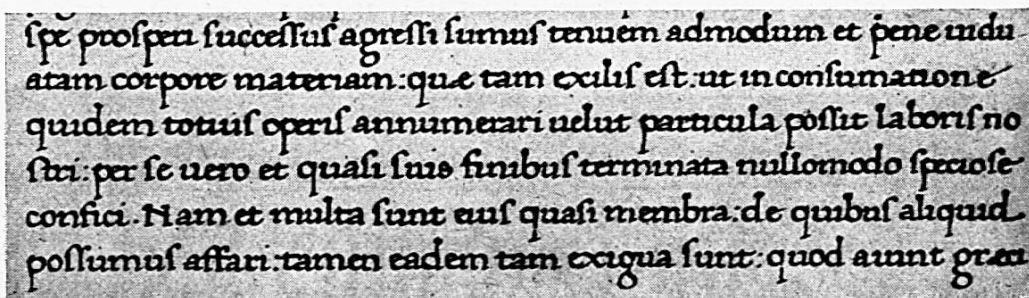 spe prosperi successus agressi sumus tenuem admodum et pene uidu
atam corpore materiam: quae tam exilis est: ut in consumatione
quidem totius operis annumerari uelut particula possit laboris no
stri: per se uero et quasi suis finibus terminata nullomodo speciose
confici. Nam et multa sunt eius quasi membra: de quibus aliquid
possumus affari: tamen eadem tam exigua sunt: quod aiunt græci